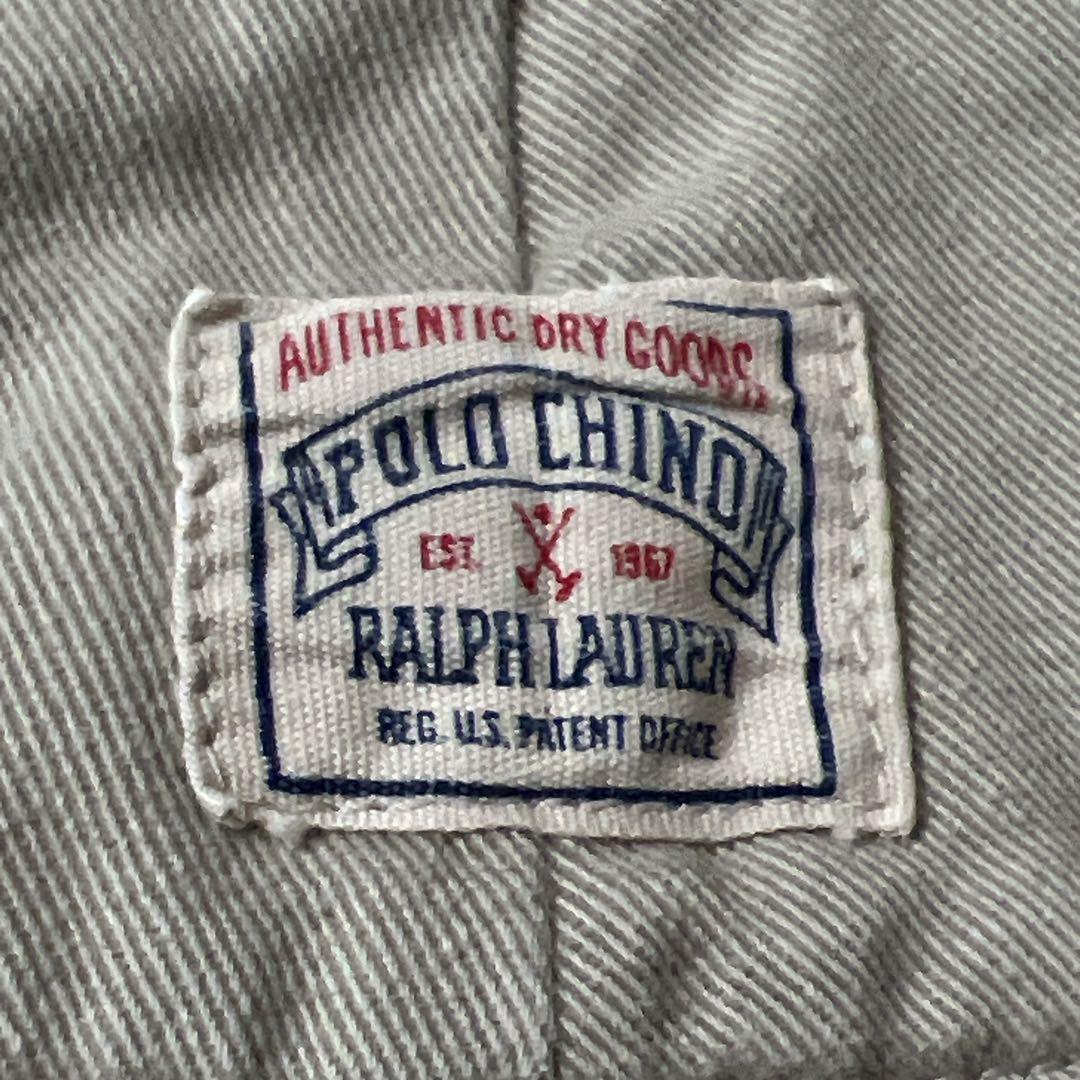 AUTHENTIC DRY GOODS.
POLO CHINO
EST. 1967
RALPH LAUREN
REG. U.S. PATENT OFFICE